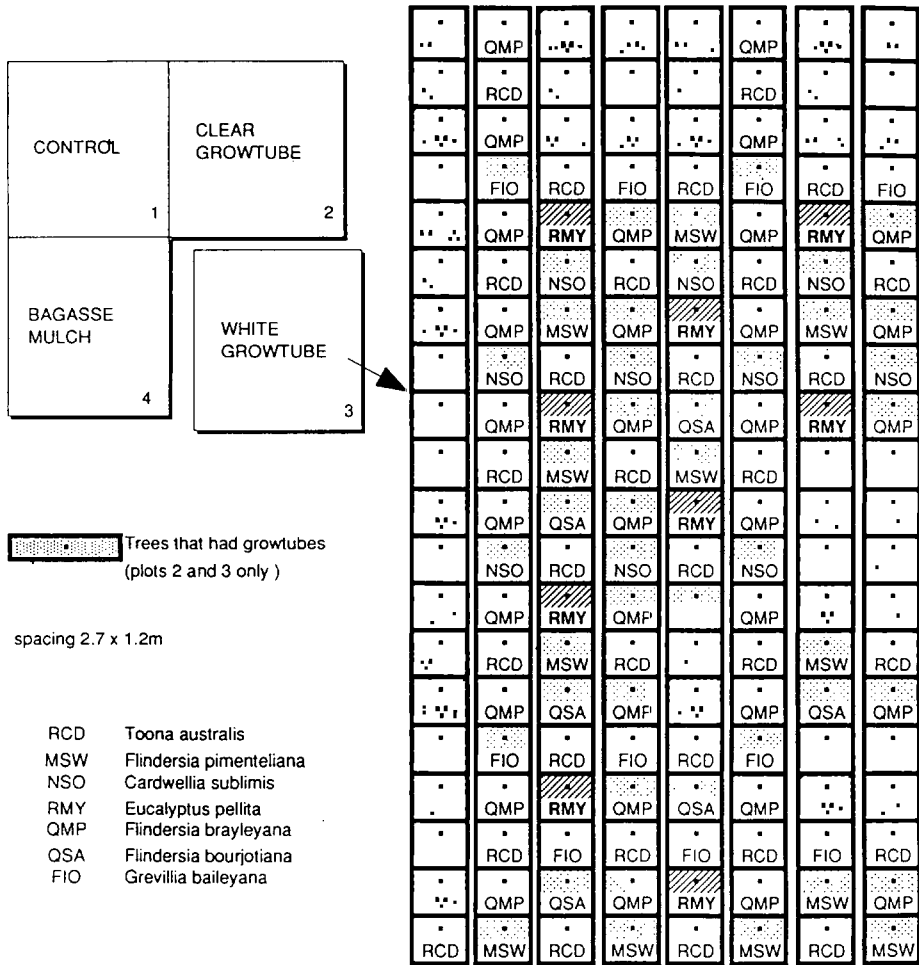 CONTROL
1
CLEAR
GROWTUBE
2
BAGASSE
MULCH
4
WHITE
GROWTUBE
3
Trees that had growtubes
(plots 2 and 3 only )
spacing 2.7 x 1.2m
RCD Toona australis
MSW Flindersia pimenteliana
NSO Cardwellia sublimis
RMY Eucalyptus pellita
QMP Flindersia brayleyana
QSA Flindersia bourjotiana
FIO Grevillia baileyana
QMP QMP
RCD RCD
QMP QMP
FIO RCD FIO RCD FIO RCD FIO
QMP RMY QMP MSW QMP RMY QMP
RCD NSO RCD NSO RCD NSO RCD
QMP MSW QMP RMY QMP MSW QMP
NSO RCD NSO RCD NSO RCD NSO
QMP RMY QMP QSA QMP RMY QMP
RCD MSW RCD MSW RCD
QMP QSA QMP RMY QMP
NSO RCD NSO RCD NSO
QMP RMY QMP QMP
RCD MSW RCD RCD MSW RCD
QMP QSA QMP QMP QSA QMP
FIO RCD FIO RCD FIO
QMP RMY QMP QSA QMP
RCD FIO RCD FIO RCD FIO RCD
QMP QSA QMP RMY QMP MSW QMP
RCD MSW RCD MSW RCD MSW RCD MSW